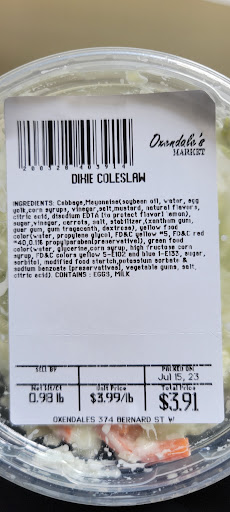 200320 403914
Oxendale's
MARKET
DIXIE COLESLAW
INGREDIENTS: Cabbage,Mayonaise(soybean oil, water, egg
yolk,corn syrups, vinegar,salt,mustard, natural flavors,
citric acid, disodium EDTA (to protect flavor) lemon),
sugar,vinegar, carrots, salt, stabilizer,(xanthum gum,
guar gum, gum tragacanth, dextrose), yellow food
color(water, propylene glycol, FD&C yellow #5, FD&C red
#40,0.1% propylparaben(preservative)), green food
color(water, glycerine,corn syrup, high fructose corn
syrup, FD&C colors yellow 5-E102 and blue 1-E133, sugar,
sorbitol, modified food starch,potassium sorbate &
sodium benzoate (preservatives), vegetable gums, salt,
citric acid). CONTAINS : EGGS, MILK
SELL BY
PACKED ON
Jul 15, 23
Net Wt/Ct
Unit Price
Total Price
0.98 lb
$3.99/lb
$3.91
OXENDALES 374 BERNARD ST W